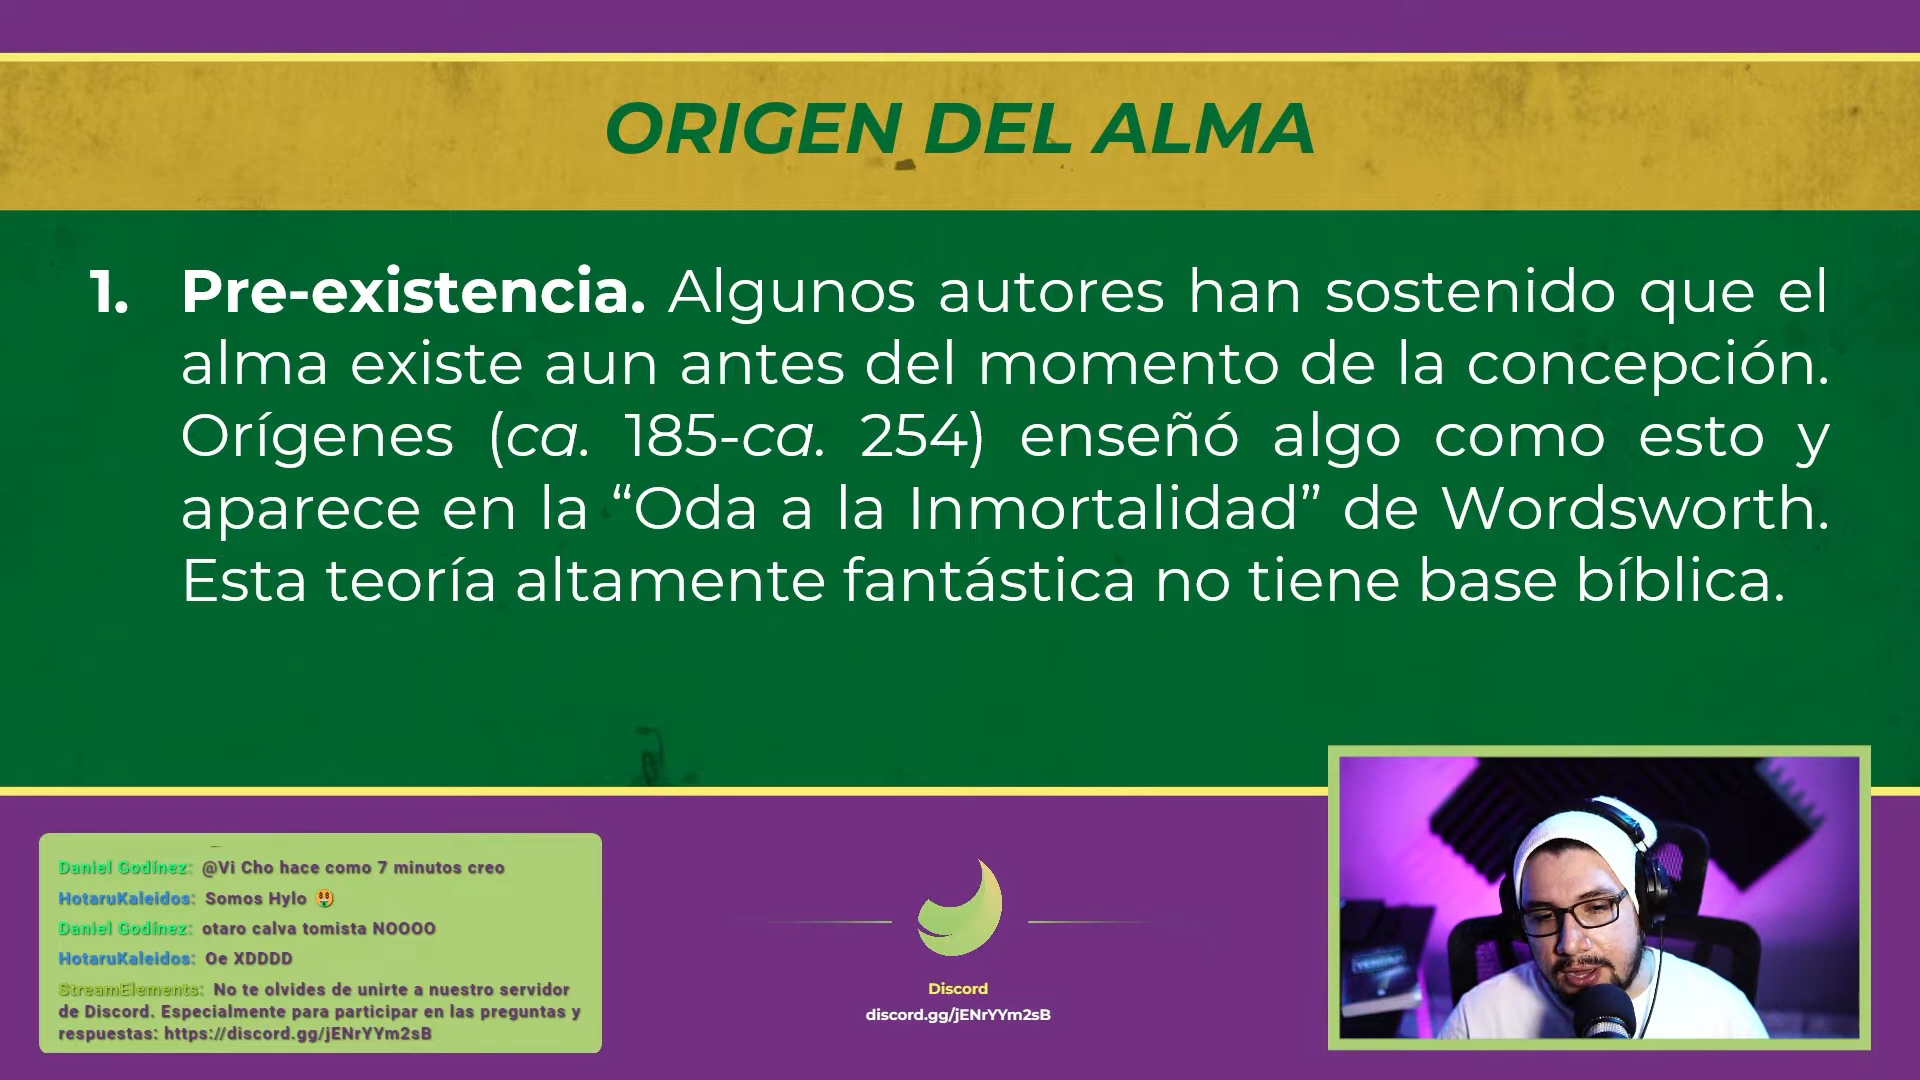 ORIGEN DEL ALMA
1. Pre-existencia. Algunos autores han sostenido que el
alma existe aun antes del momento de la concepción.
Orígenes (ca. 185-ca. 254) enseñó algo como esto y
aparece en la “Oda a la Inmortalidad” de Wordsworth.
Esta teoría altamente fantástica no tiene base bíblica.
Daniel Godínez: @Vi Cho hace como 7 minutos creo
HotaruKaleidos: Somos Hylo 🤑
Daniel Godínez: otaro calva tomista NOOOO
HotaruKaleidos: Oe XDDDD
StreamElements: No te olvides de unirte a nuestro servidor
de Discord. Especialmente para participar en las preguntas y
respuestas: https://discord.gg/jENrYYm2sB
Discord
discord.gg/jENrYYm2sB